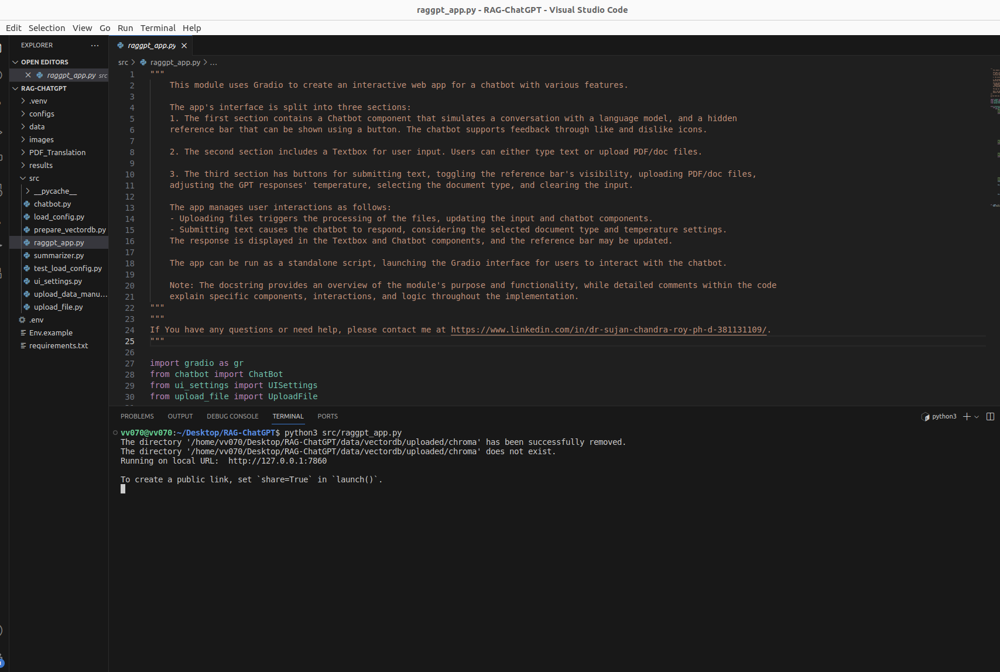 raggpt_app.py - RAG-ChatGPT - Visual Studio Code
Edit Selection View Go Run Terminal Help
EXPLORER ...
OPEN EDITORS
raggpt_app.py src
RAG-CHATGPT
.venv
configs
data
images
PDF_Translation
results
src
__pycache__
chatbot.py
load_config.py
prepare_vectordb.py
raggpt_app.py
summarizer.py
test_load_config.py
ui_settings.py
upload_data_manu...
upload_file.py
.env
Env.example
requirements.txt
raggpt_app.py
src > raggpt_app.py > ...
1 """
2 This module uses Gradio to create an interactive web app for a chatbot with various features.
3
4 The app's interface is split into three sections:
5 1. The first section contains a Chatbot component that simulates a conversation with a language model, and a hidden
6 reference bar that can be shown using a button. The chatbot supports feedback through like and dislike icons.
7
8 2. The second section includes a Textbox for user input. Users can either type text or upload PDF/doc files.
9
10 3. The third section has buttons for submitting text, toggling the reference bar's visibility, uploading PDF/doc files,
11 adjusting the GPT responses' temperature, selecting the document type, and clearing the input.
12
13 The app manages user interactions as follows:
14 - Uploading files triggers the processing of the files, updating the input and chatbot components.
15 - Submitting text causes the chatbot to respond, considering the selected document type and temperature settings.
16 The response is displayed in the Textbox and Chatbot components, and the reference bar may be updated.
17
18 The app can be run as a standalone script, launching the Gradio interface for users to interact with the chatbot.
19
20 Note: The docstring provides an overview of the module's purpose and functionality, while detailed comments within the code
21 explain specific components, interactions, and logic throughout the implementation.
22 """
23 """
24 If You have any questions or need help, please contact me at https://www.linkedin.com/in/dr-sujan-chandra-roy-ph-d-381131109/.
25 """
26
27 import gradio as gr
28 from chatbot import ChatBot
29 from ui_settings import UISettings
30 from upload_file import UploadFile
PROBLEMS OUTPUT DEBUG CONSOLE TERMINAL PORTS python3
vv070@vv070:~/Desktop/RAG-ChatGPT$ python3 src/raggpt_app.py
The directory '/home/vv070/Desktop/RAG-ChatGPT/data/vectordb/uploaded/chroma' has been successfully removed.
The directory '/home/vv070/Desktop/RAG-ChatGPT/data/vectordb/uploaded/chroma' does not exist.
Running on local URL:  http://127.0.0.1:7860
To create a public link, set `share=True` in `launch()`.